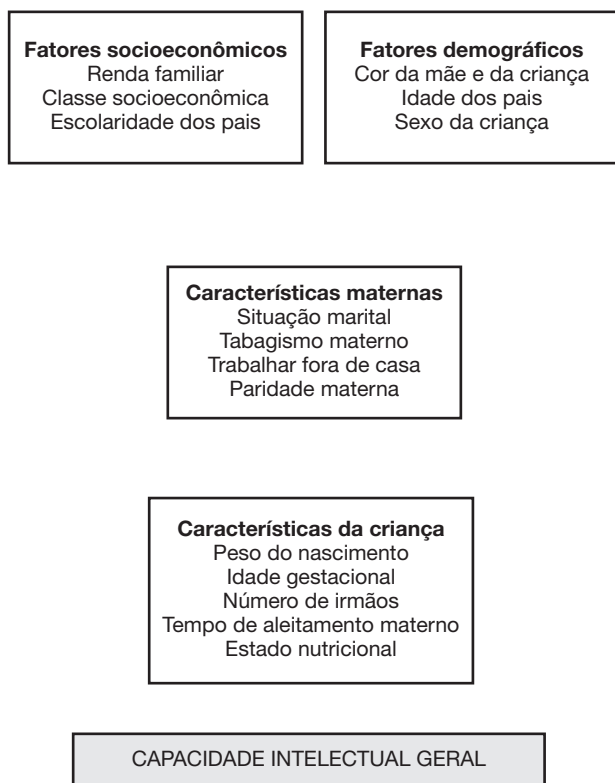 Fatores socioeconômicos
Renda familiar
Classe socioeconômica
Escolaridade dos pais
Fatores demográficos
Cor da mãe e da criança
Idade dos pais
Sexo da criança
Características maternas
Situação marital
Tabagismo materno
Trabalhar fora de casa
Paridade materna
Características da criança
Peso do nascimento
Idade gestacional
Número de irmãos
Tempo de aleitamento materno
Estado nutricional
CAPACIDADE INTELECTUAL GERAL